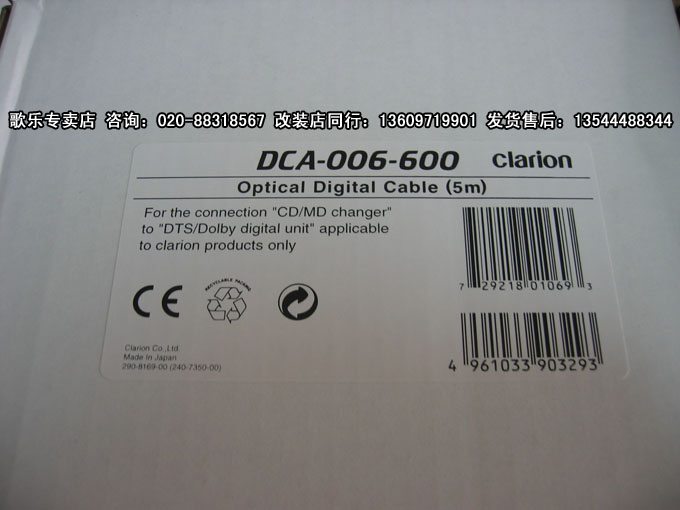 歌乐专卖店 咨询：020-88318567 改装店同行：13609719901 发货售后：13544488344
DCA-006-600 clarion
Optical Digital Cable (5m)
For the connection "CD/MD changer"
to "DTS/Dolby digital unit" applicable
to clarion products only
7 29218 01069 3
CE
RECYCLABLE PACKING
Clarion Co.,Ltd.
Made In Japan
290-8169-00 (240-7350-00)
4 961033 903293